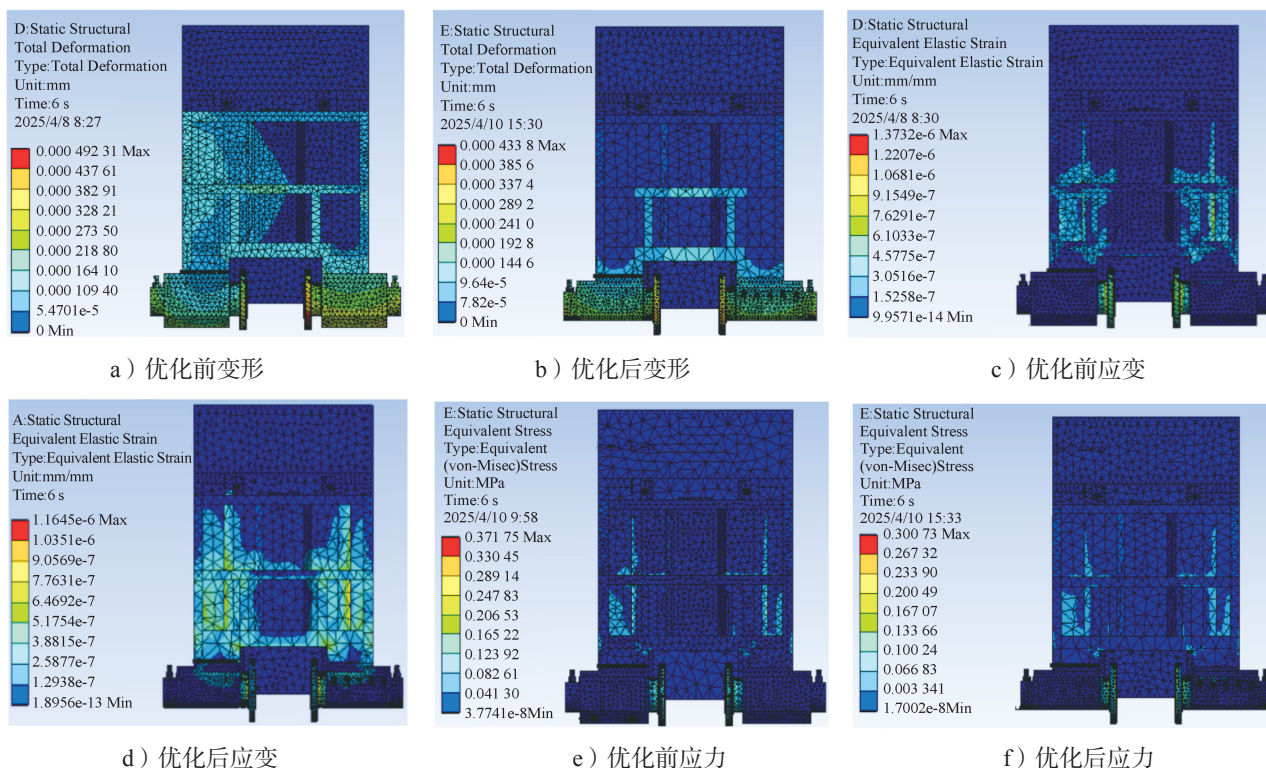 D:Static Structural
Total Deformation
Type:Total Deformation
Unit:mm
Time:6 s
2025/4/8 8:27
0.000 492 31 Max
0.000 437 61
0.000 382 91
0.000 328 21
0.000 273 50
0.000 218 80
0.000 164 10
0.000 109 40
5.4701e-5
0 Min
a）优化前变形
E:Static Structural
Total Deformation
Type:Total Deformation
Unit:mm
Time:6 s
2025/4/10 15:30
0.000 433 8 Max
0.000 385 6
0.000 337 4
0.000 289 2
0.000 241 0
0.000 192 8
0.000 144 6
9.64e-5
7.82e-5
0 Min
b）优化后变形
D:Static Structural
Equivalent Elastic Strain
Type:Equivalent Elastic Strain
Unit:mm/mm
Time:6 s
2025/4/8 8:30
1.3732e-6 Max
1.2207e-6
1.0681e-6
9.1549e-7
7.6291e-7
6.1033e-7
4.5775e-7
3.0516e-7
1.5258e-7
9.9571e-14 Min
c）优化前应变
A:Static Structural
Equivalent Elastic Strain
Type:Equivalent Elastic Strain
Unit:mm/mm
Time:6 s
1.1645e-6 Max
1.0351e-6
9.0569e-7
7.7631e-7
6.4692e-7
5.1754e-7
3.8815e-7
2.5877e-7
1.2938e-7
1.8956e-13 Min
d）优化后应变
E:Static Structural
Equivalent Stress
Type:Equivalent
(von-Misec)Stress
Unit:MPa
Time:6 s
2025/4/10 9:58
0.371 75 Max
0.330 45
0.289 14
0.247 83
0.206 53
0.165 22
0.123 92
0.082 61
0.041 30
3.7741e-8Min
e）优化前应力
E:Static Structural
Equivalent Stress
Type:Equivalent
(von-Misec)Stress
Unit:MPa
Time:6 s
2025/4/10 15:33
0.300 73 Max
0.267 32
0.233 90
0.200 49
0.167 07
0.133 66
0.100 24
0.066 83
0.003 341
1.7002e-8Min
f）优化后应力